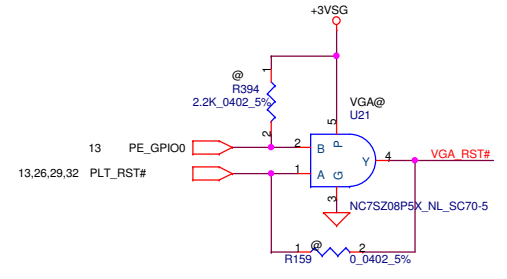 +3VSG
@
1
R394
2.2K_0402_5%
2
VGA@
U21
5
P
13 PE_GPIO0
2
B
13,26,29,32 PLT_RST#
1
A
Y
4
VGA_RST#
G
3
NC7SZ08P5X_NL_SC70-5
1
@
2
R159
0_0402_5%